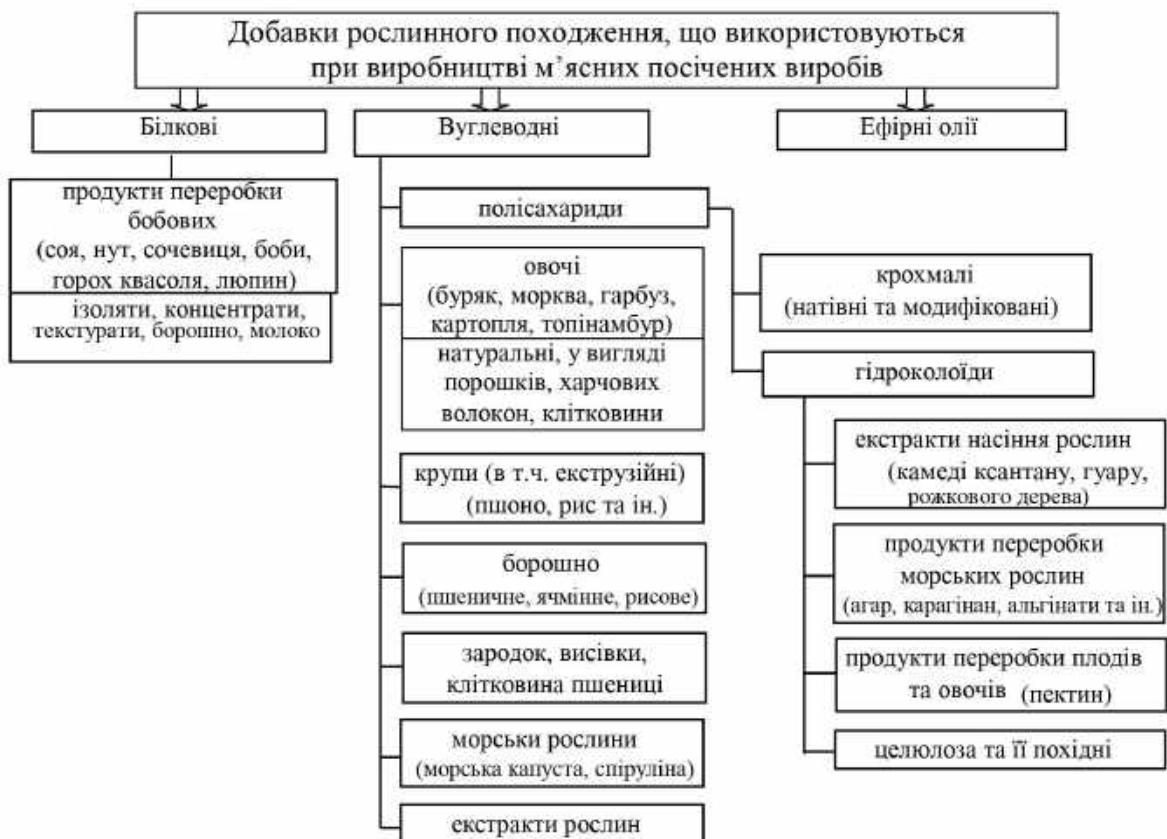 Добавки рослинного походження, що використовуються
при виробництві м’ясних посічених виробів
Білкові
Вуглеводні
Ефірні олії
продукти переробки
бобових
(соя, нут, сочевиця, боби,
горох квасоля, люпин)
ізоляти, концентрати,
текстурати, борошно, молоко
полісахариди
овочі
(буряк, морква, гарбуз,
картопля, топінамбур)
натуральні, у вигляді
порошків, харчових
волокон, клітковини
крупи (в т.ч. екструзійні)
(пшоно, рис та ін.)
борошно
(пшеничне, ячмінне, рисове)
зародок, висівки,
клітковина пшениці
морськи рослини
(морська капуста, спіруліна)
екстракти рослин
крохмалі
(натівні та модифіковані)
гідроколоїди
екстракти насіння рослин
(камеді ксантану, гуару,
рожкового дерева)
продукти переробки
морських рослин
(агар, карагінан, альгінати та ін.)
продукти переробки плодів
та овочів (пектин)
целюлоза та її похідні